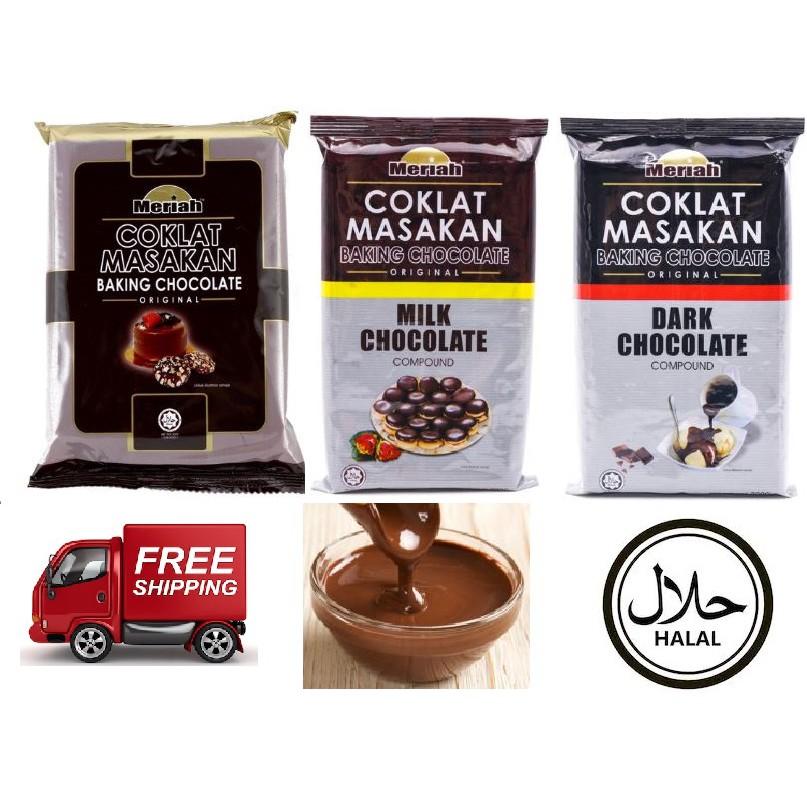 Meriah
COKLAT
MASAKAN
BAKING CHOCOLATE
ORIGINAL
Meriah
COKLAT
MASAKAN
BAKING CHOCOLATE
ORIGINAL
MILK
CHOCOLATE
COMPOUND
Meriah
COKLAT
MASAKAN
BAKING CHOCOLATE
ORIGINAL
DARK
CHOCOLATE
COMPOUND
FREE
SHIPPING
حلال
HALAL